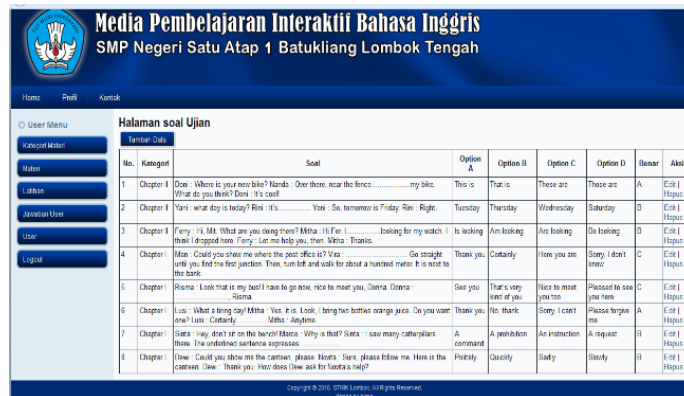 Media Pembelajaran Interaktif Bahasa Inggris
SMP Negeri Satu Atap 1 Batukliang Lombok Tengah
Home Profil Kontak
User Menu
Kategori Materi
Materi
Latihan
Jawaban User
User
Logout
Halaman soal Ujian
Tambah Data
No. Kategori Soal Option A Option B Option C Option D Benar Aksi
1 Chapter II Doni : Where is your new bike? Nanda : Over there, near the fence....................my bike. What do you think? Doni : It's cool! This is That is These are Those are A Edit | Hapus
2 Chapter II Yani : what day is today? Rini : It's.............. Yani : So, tomorrow is Friday. Rini : Right. Tuesday Thursday Wednesday Saturday B Edit | Hapus
3 Chapter II Ferry : Hi, Mit. What are you doing there? Mitha : Hi Fer. I....................looking for my watch. I think I dropped here. Ferry : Let me help you, then. Mitha : Thanks. Is looking Am looking Are looking Be looking B Edit | Hapus
4 Chapter I Man : Could you show me where the post office is? Vira : .............................. Go straight until you find the first junction. Then, turn left and walk for about a hundred meter. It is next to the bank. Thank you Certainly Here you are Sorry, I don't know C Edit | Hapus
5 Chapter I Risma : Look that is my bus! I have to go now, nice to meet you, Donna. Donna : .............................., Risma See you That's very kind of you Nice to meet you too Pleased to see you here C Edit | Hapus
6 Chapter I Lusi : What a tiring day! Mitha : Yes, it is. Look, I bring two bottles orange juice. Do you want one? Lusi : Certainly. .............. Mitha : Anytime. Thank you No, thank Sorry, I can't Please forgive me A Edit | Hapus
7 Chapter I Sinta : Hey, don't sit on the bench! Marco : Why is that? Sinta : I saw many catterpillars there. The underlined sentence expresses.............. A command A prohibition An instruction A request B Edit | Hapus
8 Chapter I Dewi : Could you show me the canteen, please. Novita : Sure, please follow me. Here is the canteen. Dewi : Thank you. How does Dewi ask for Novita's help? Politely Quickly Sadly Slowly B Edit | Hapus
Copyright © 2016, STMIK Lombok, All Rights Reserved.